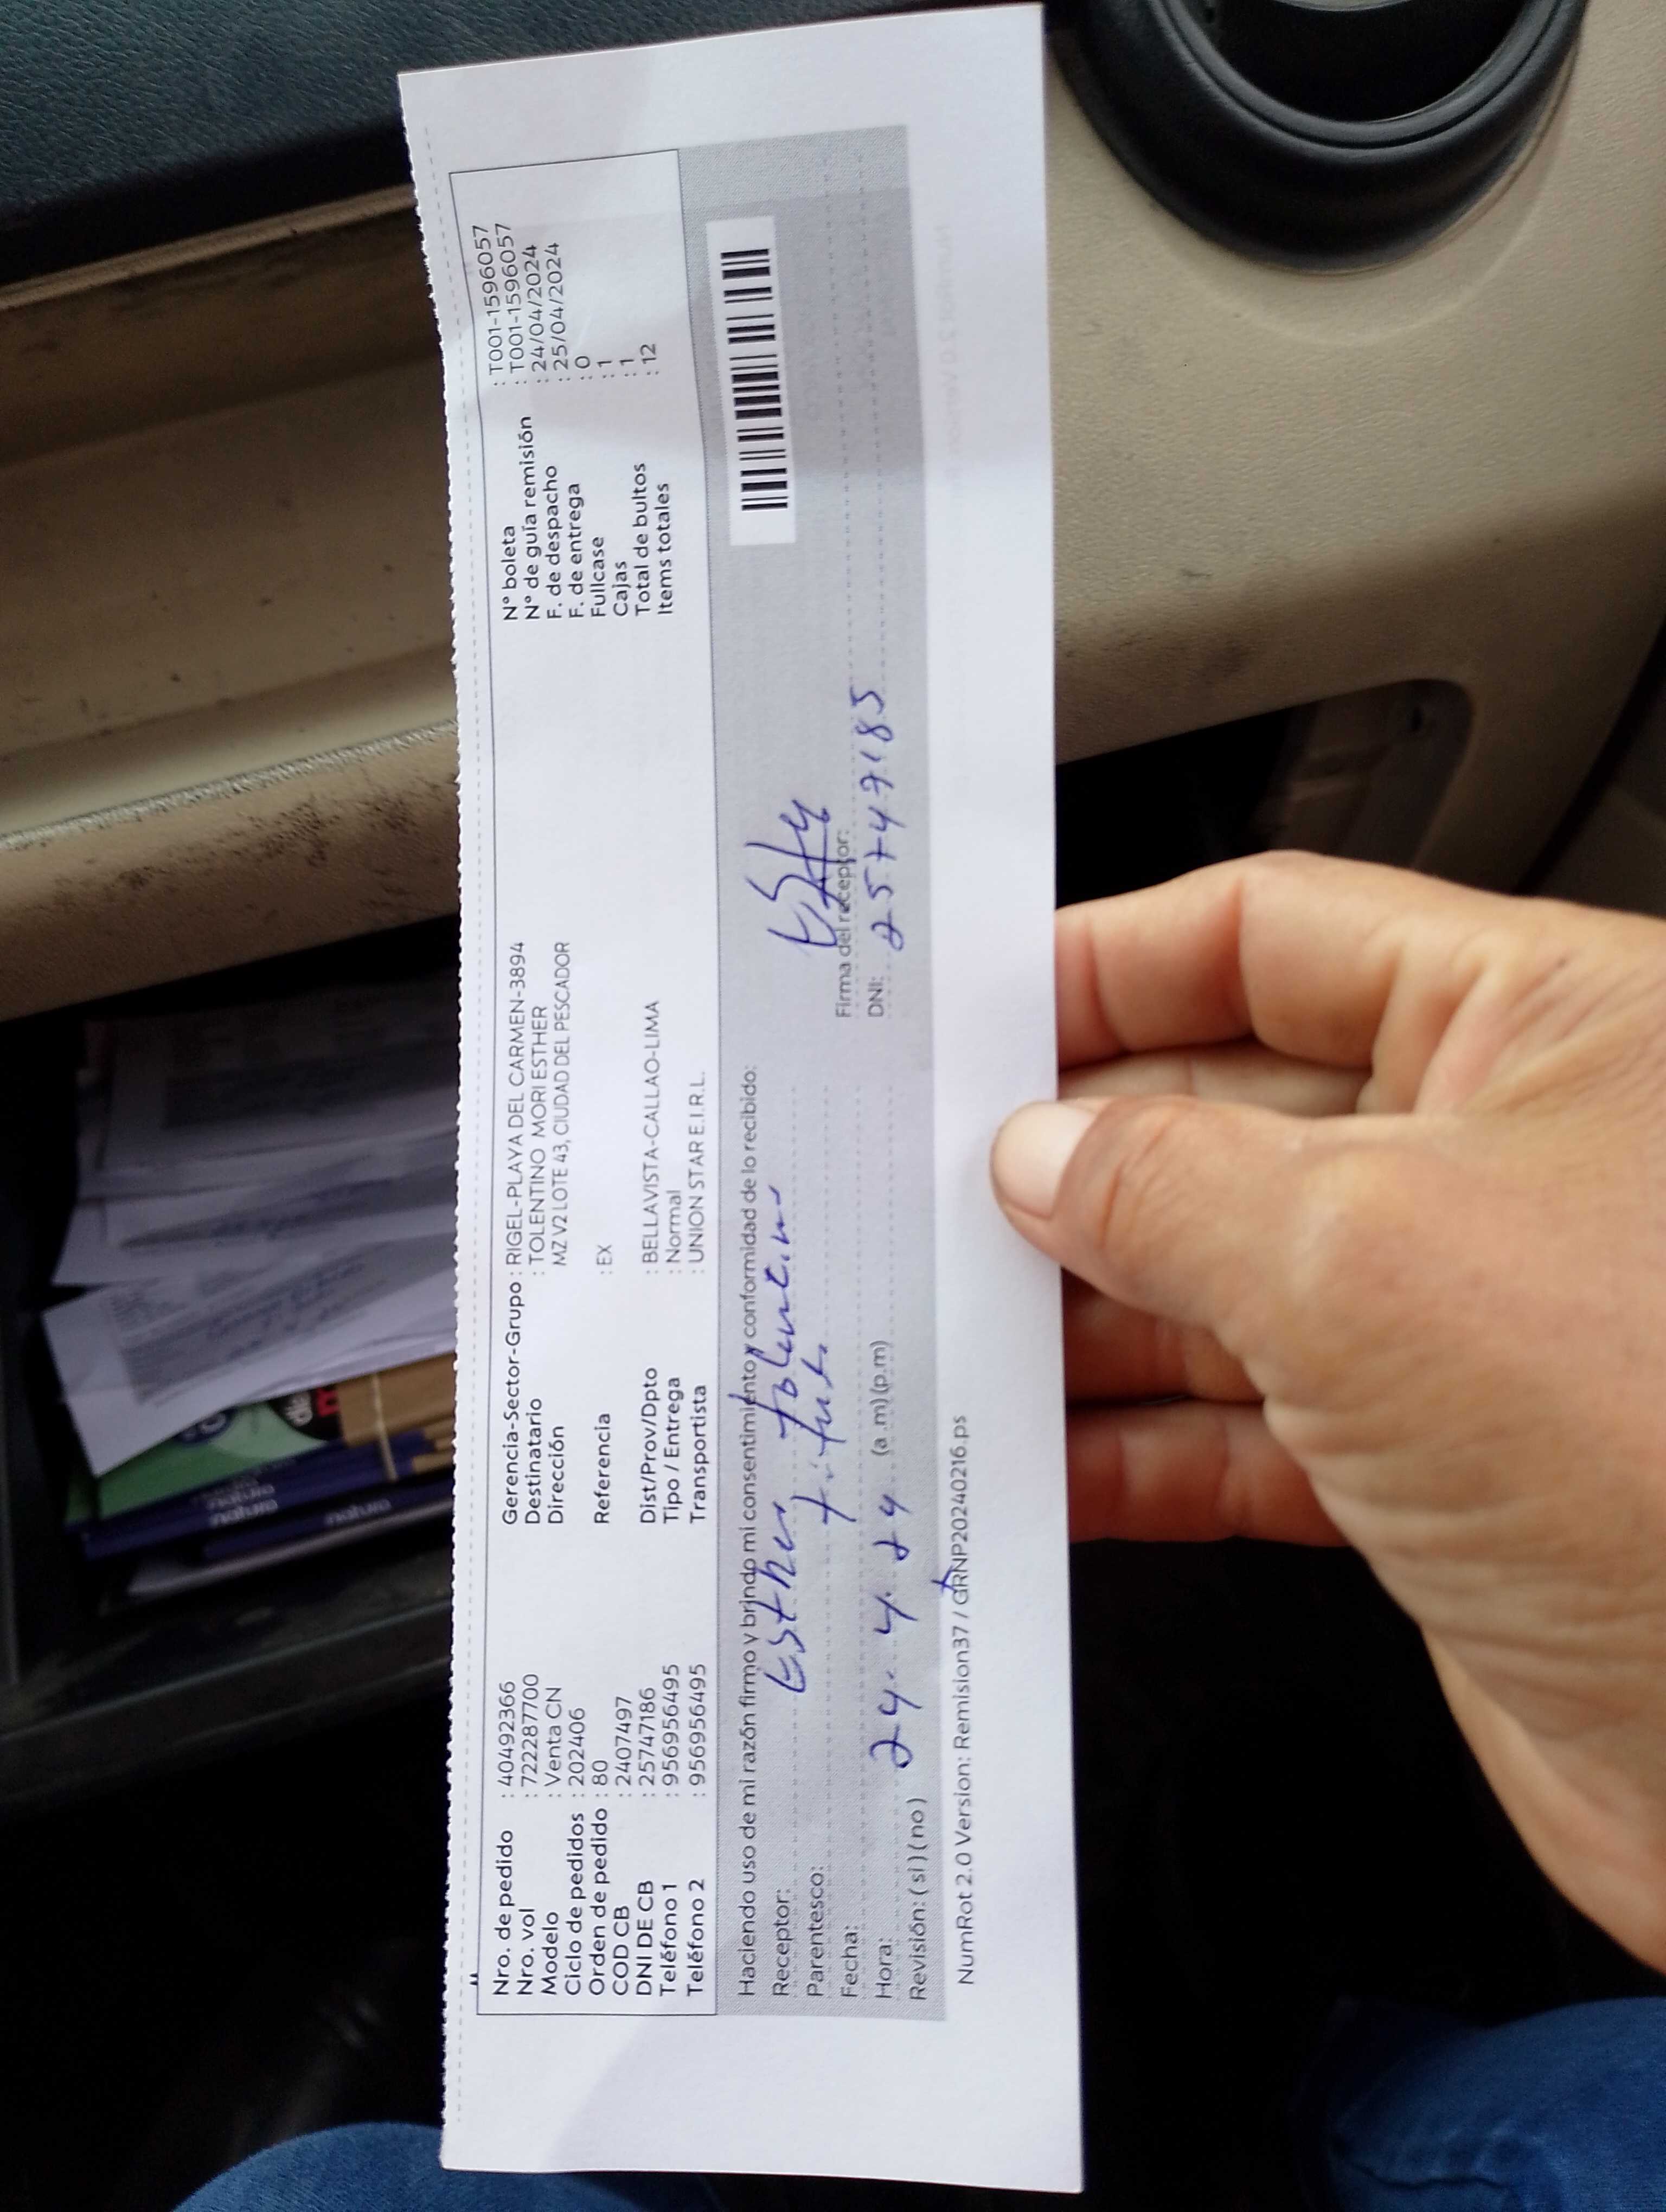 Nro. de pedido : 40492366
Nro. vol : 722287700
Modelo : Venta CN
Ciclo de pedidos : 202406
Orden de pedido : 80
COD CB : 2407497
DNI DE CB : 25747186
Teléfono 1 : 956956495
Teléfono 2 : 956956495
Gerencia-Sector-Grupo : RIGEL-PLAYA DEL CARMEN-3894
Destinatario : TOLENTINO MORI ESTHER
Dirección MZ V2 LOTE 43, CIUDAD DEL PESCADOR
Referencia : EX
Dist/Prov/Dpto : BELLAVISTA-CALLAO-LIMA
Tipo / Entrega : Normal
Transportista : UNION STAR E.I.R.L.
N° boleta : T001-1596057
N° de guía remisión : T001-1596057
F. de despacho : 24/04/2024
F. de entrega : 25/04/2024
Fullcase : 0
Cajas : 1
Total de bultos : 1
Items totales : 12
Haciendo uso de mi razón firmo y brindo mi consentimiento y conformidad de lo recibido:
Receptor: Esther Tolentino
Parentesco:
Fecha: 24. 4. 24
Hora: (a.m)(p.m)
Revisión: (si)(no)
Firma del receptor:
DNI: 25747185
NumRot 2.0 Version: Remision37 / GRNP20240216.ps
natura
natura
natura